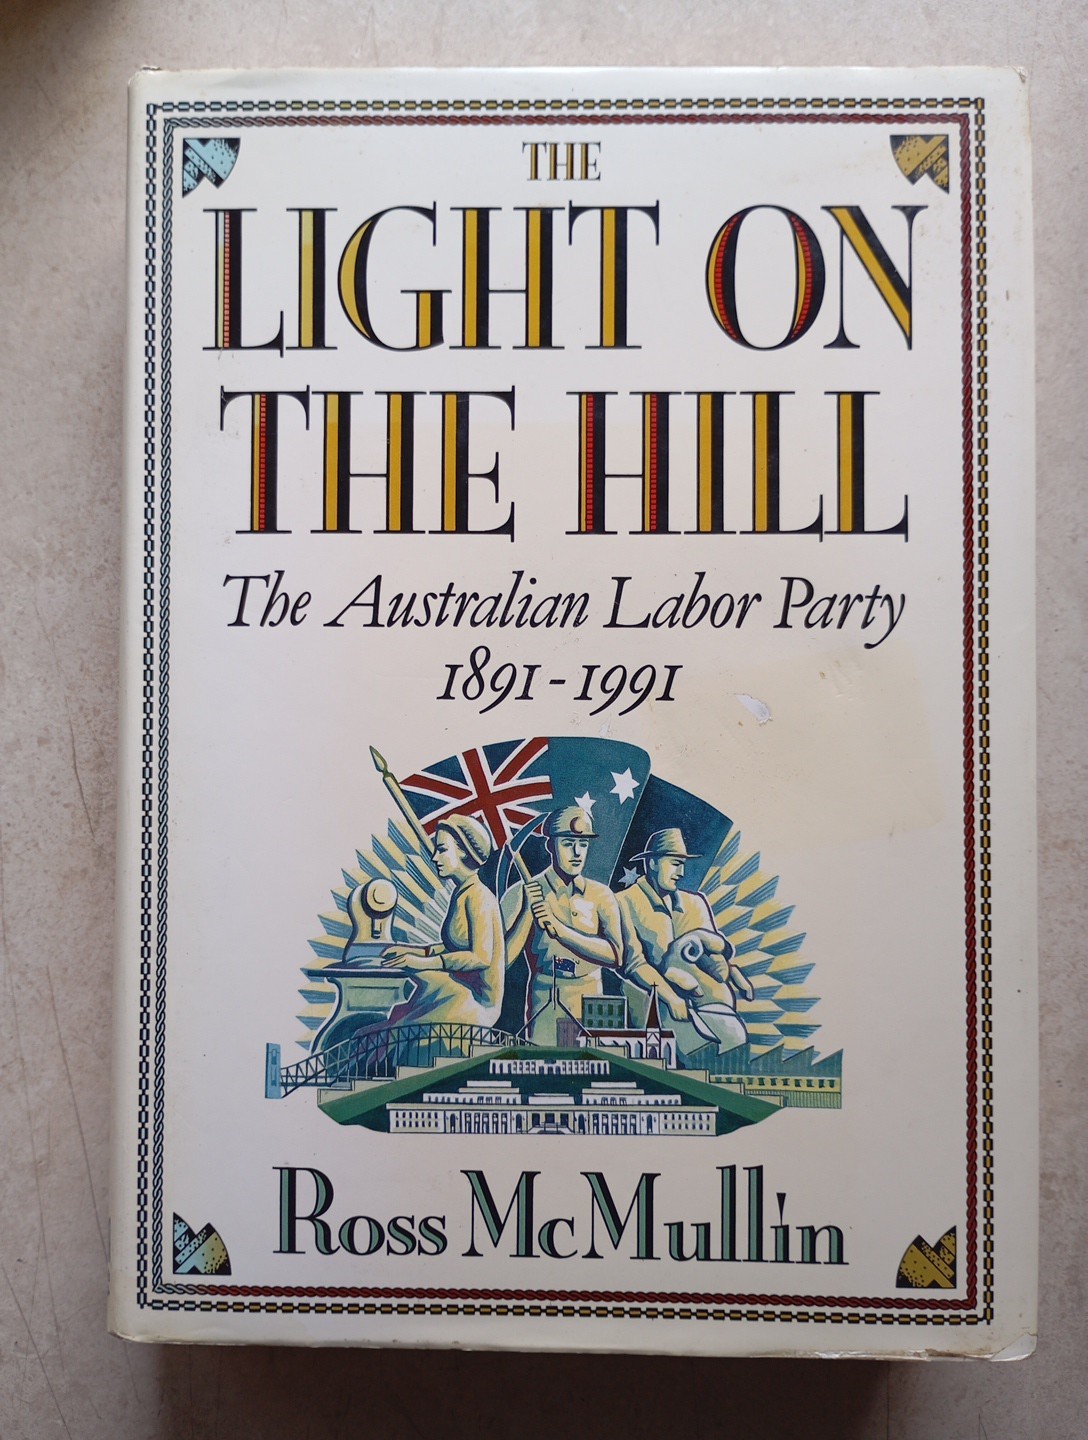 THE
LIGHT ON
THE HILL
The Australian Labor Party
1891-1991
Ross McMullin